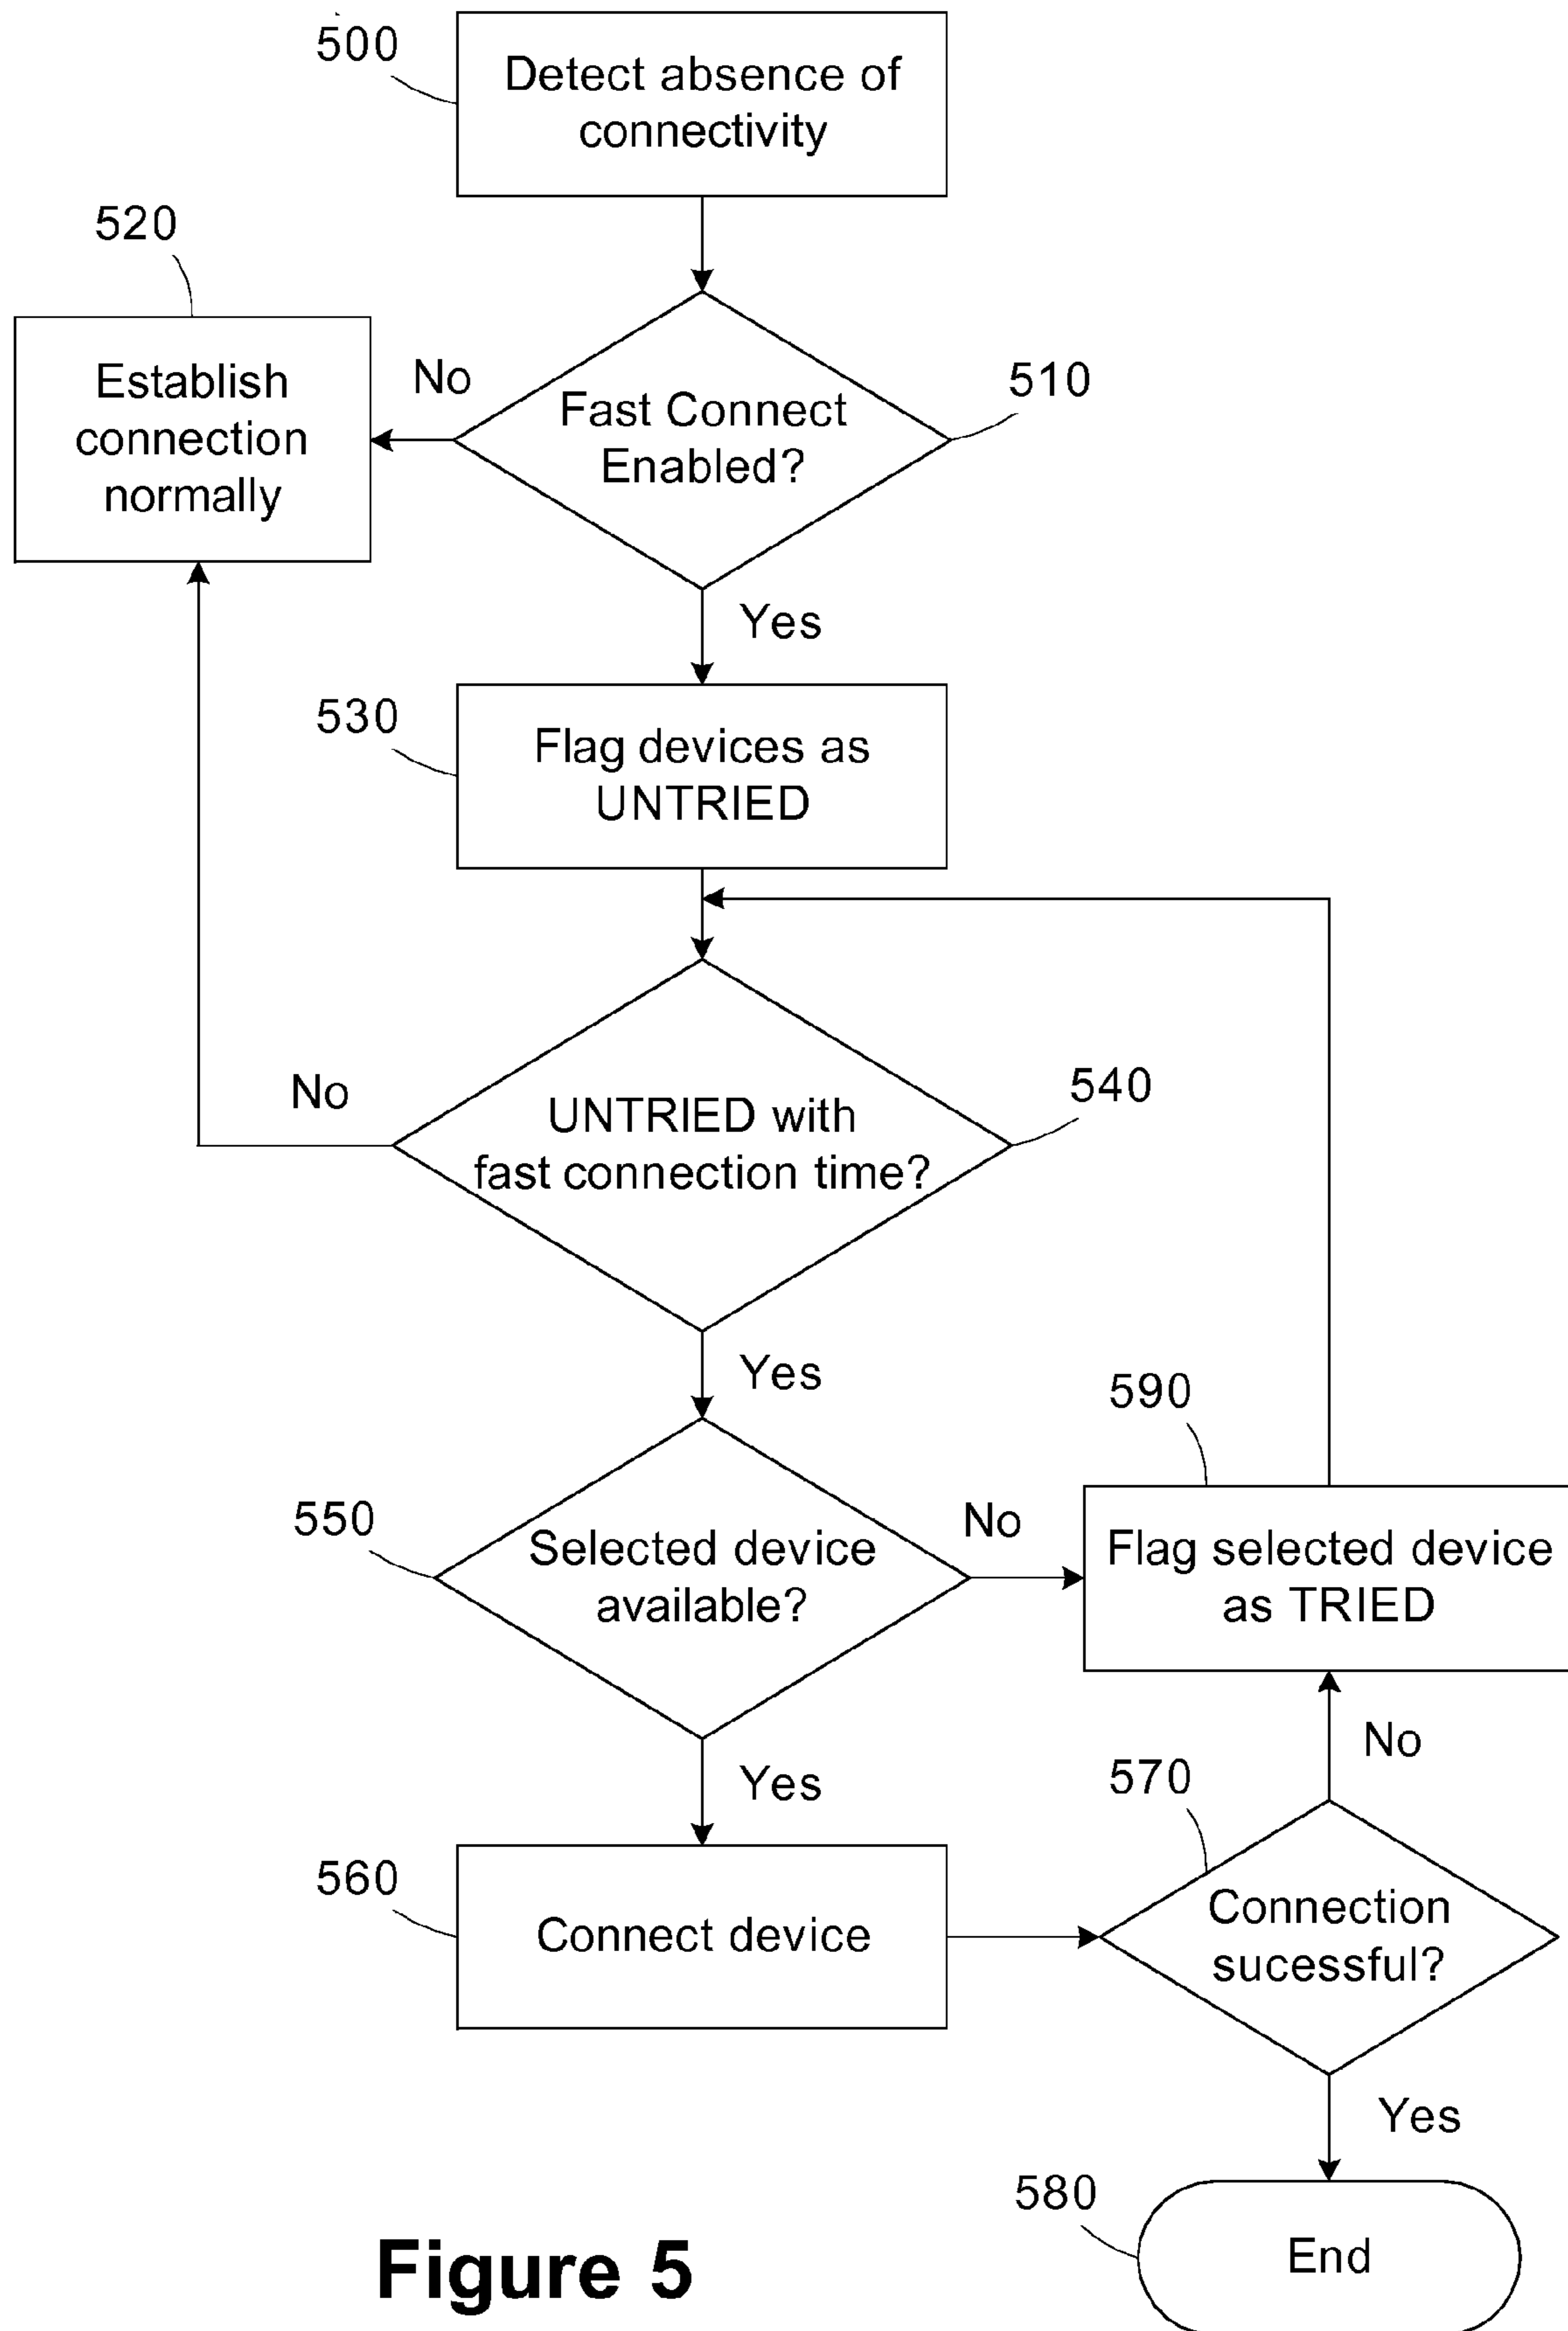 500
Detect absence of
connectivity
520
Establish
connection
normally
No
Fast Connect
Enabled?
510
Yes
530
Flag devices as
UNTRIED
No
UNTRIED with
fast connection time?
540
Yes
590
550
Selected device
available?
No
Flag selected device
as TRIED
Yes
No
570
560
Connect device
Connection
sucessful?
Yes
580
End
Figure 5